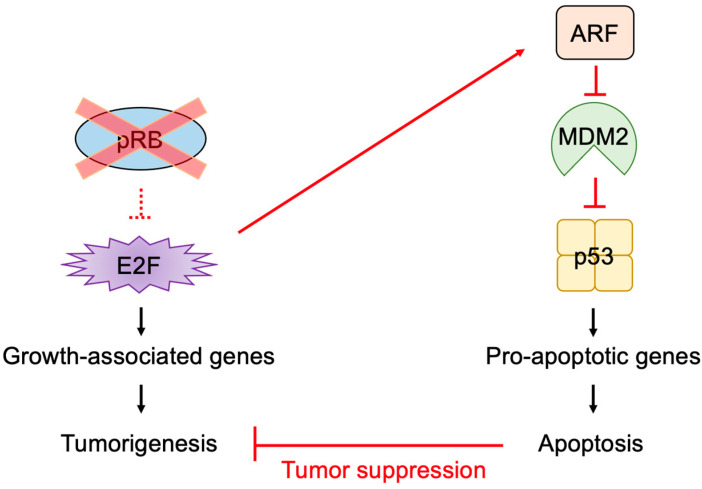 ARF
pRB
MDM2
E2F
p53
Growth-associated genes
Pro-apoptotic genes
Tumorigenesis
Apoptosis
Tumor suppression